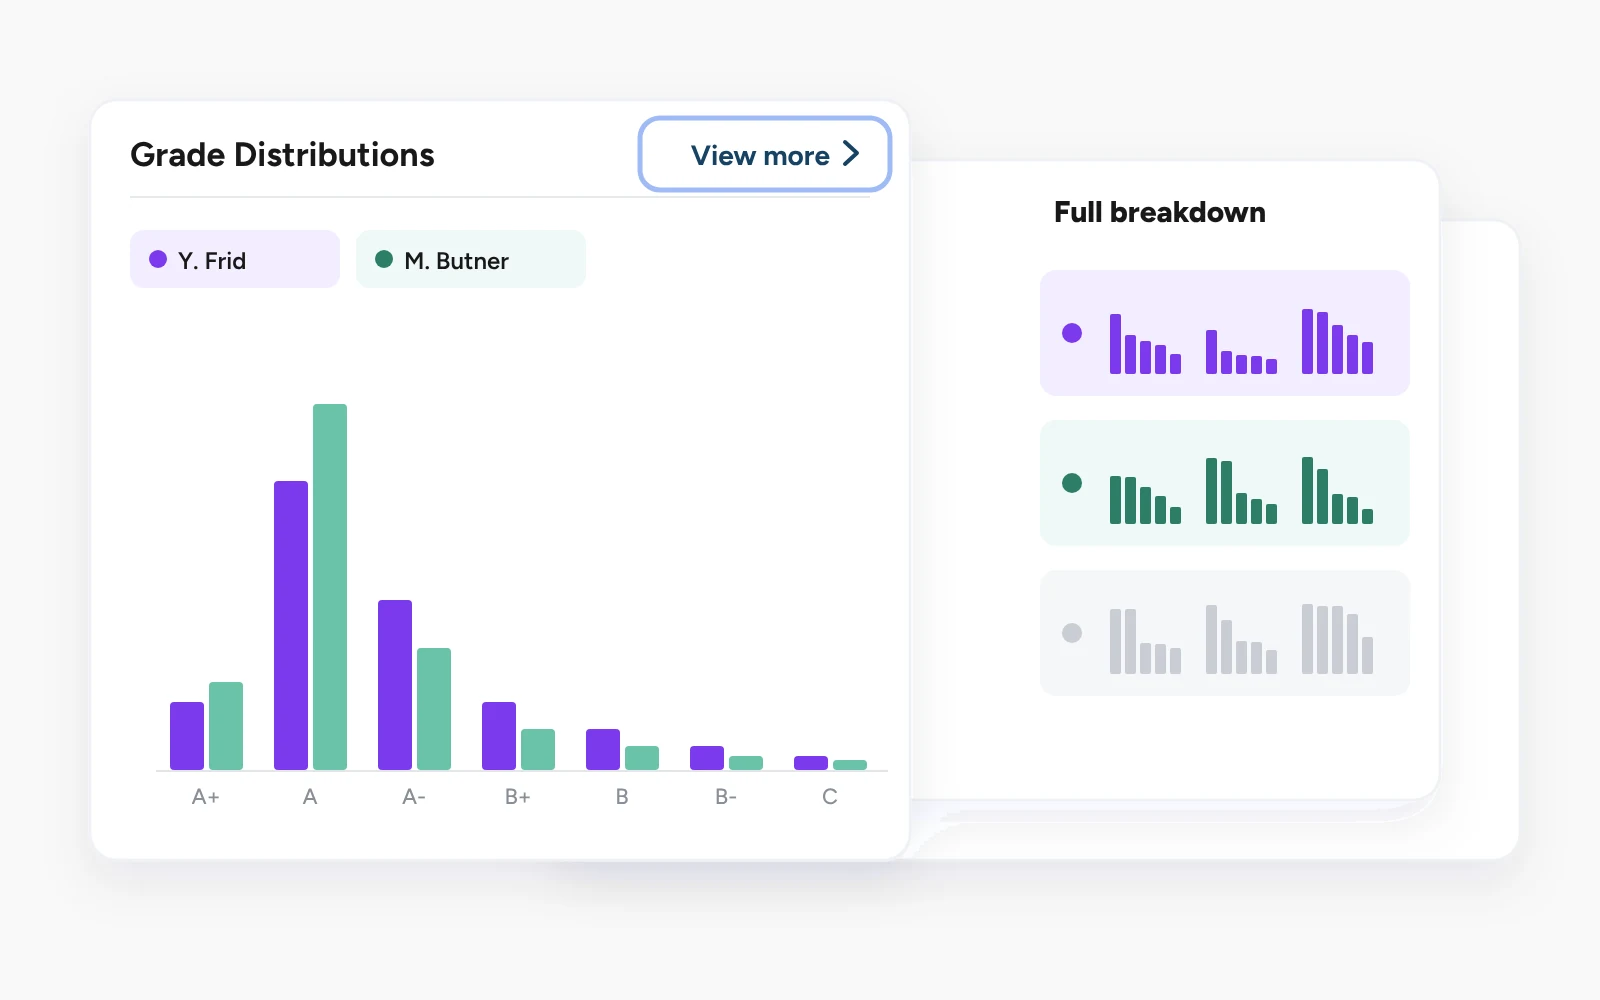 Grade Distributions
View more
Full breakdown
Y. Frid
M. Butner
A+ A A- B+ B B- C